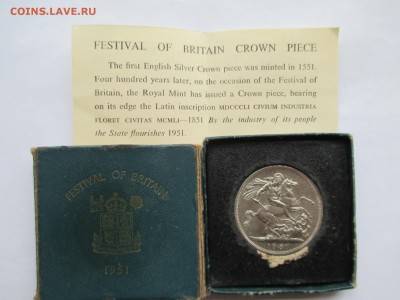 COINS.ЛАVE.RU
FESTIVAL OF BRITAIN CROWN PIECE
The first English Silver Crown piece was minted in 1551.
Four hundred years later, on the occasion of the Festival of
Britain, the Royal Mint has issued a Crown piece, bearing
on its edge the Latin inscription MDCCCLI CIVIUM INDUSTRIA
FLORET CIVITAS MCMLI—1851 By the industry of its people
the State flourishes 1951.
FESTIVAL OF BRITAIN
1951
1951